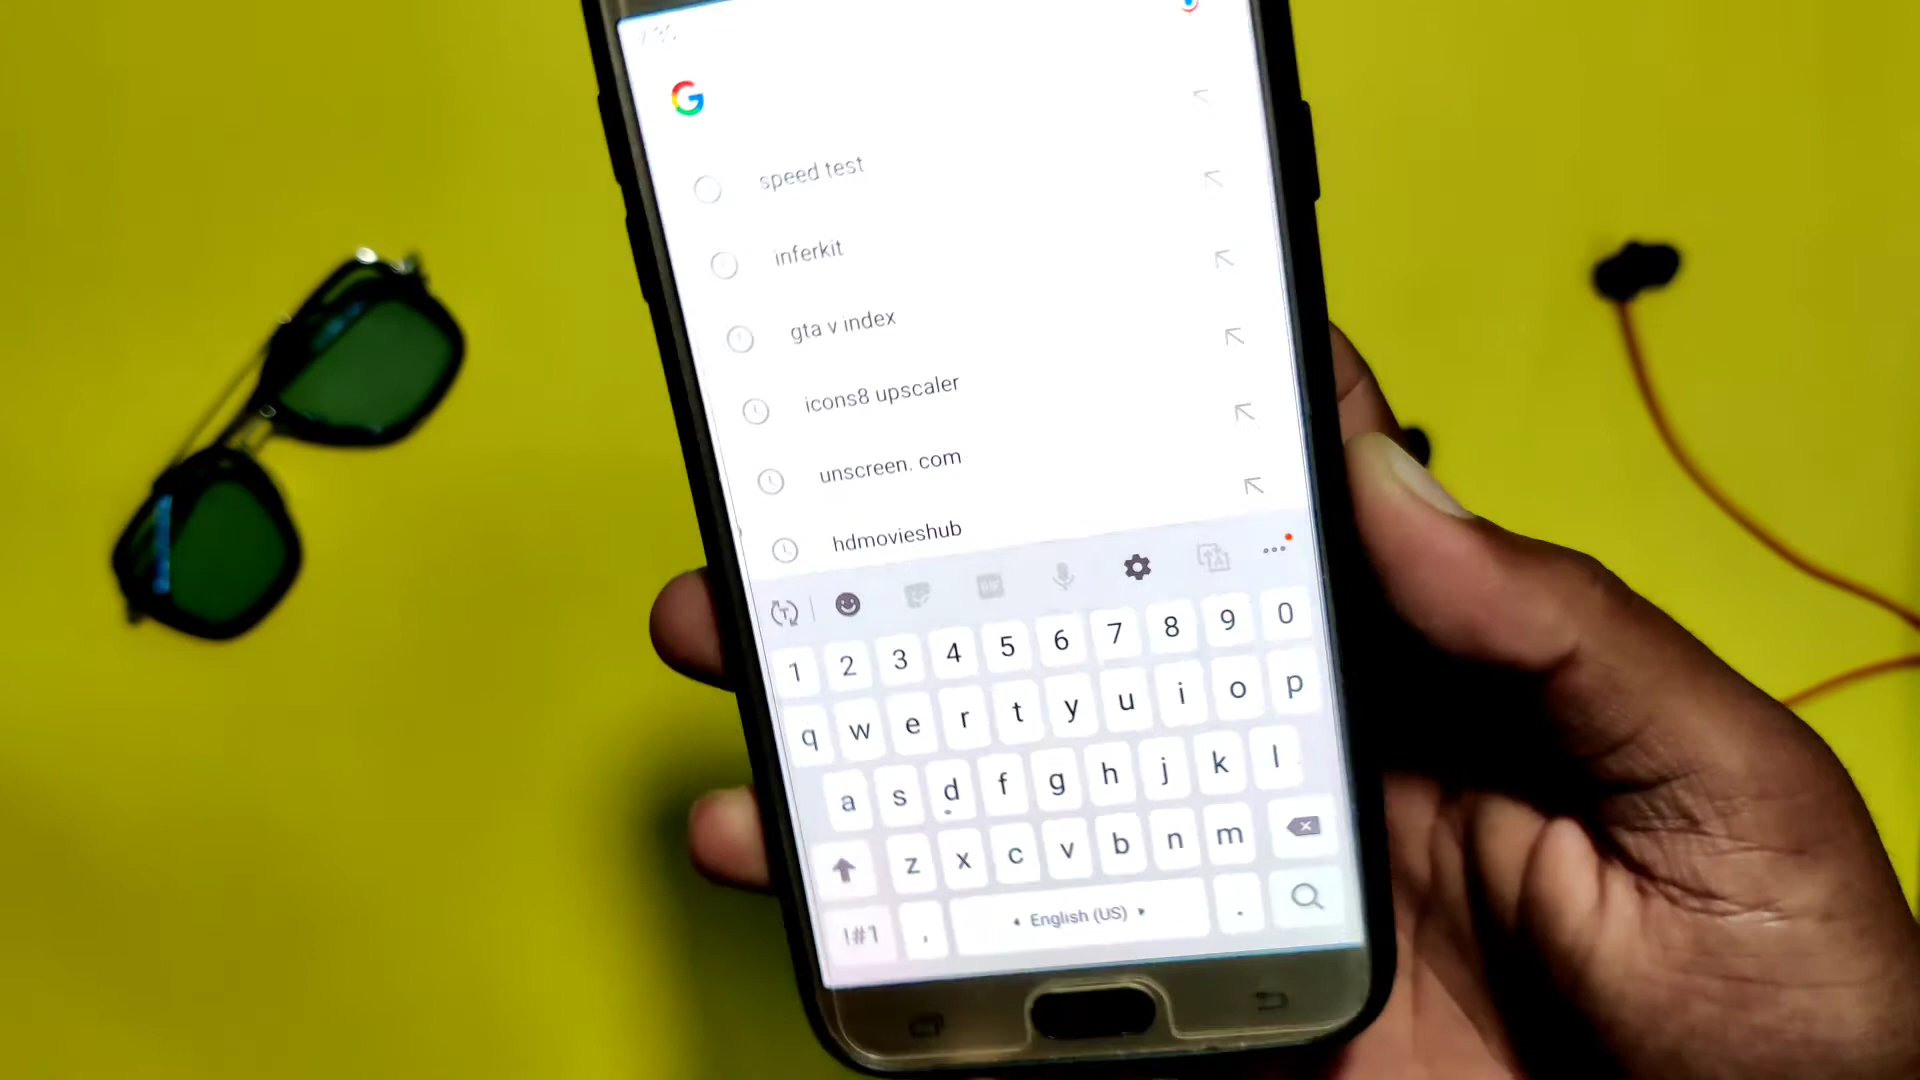 speed test
inferkit
gta v index
icons8 upscaler
unscreen. com
hdmovieshub
GIF
1 2 3 4 5 6 7 8 9 0
q w e r t y u i o p
a s d f g h j k l
z x c v b n m
!#1 , English (US) .